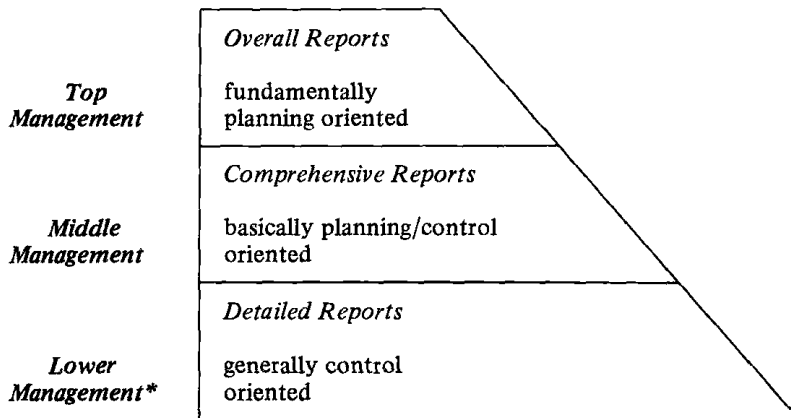 Overall Reports
Top
Management
fundamentally
planning oriented
Comprehensive Reports
Middle
Management
basically planning/control
oriented
Detailed Reports
Lower
Management*
generally control
oriented